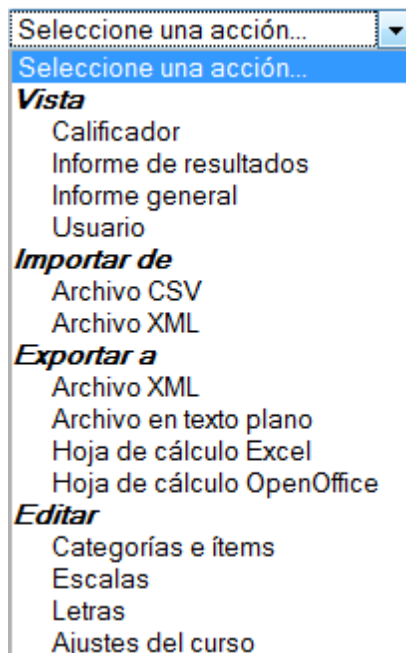 Seleccione una acción...
Seleccione una acción...
Vista
Calificador
Informe de resultados
Informe general
Usuario
Importar de
Archivo CSV
Archivo XML
Exportar a
Archivo XML
Archivo en texto plano
Hoja de cálculo Excel
Hoja de cálculo OpenOffice
Editar
Categorías e ítems
Escalas
Letras
Ajustes del curso